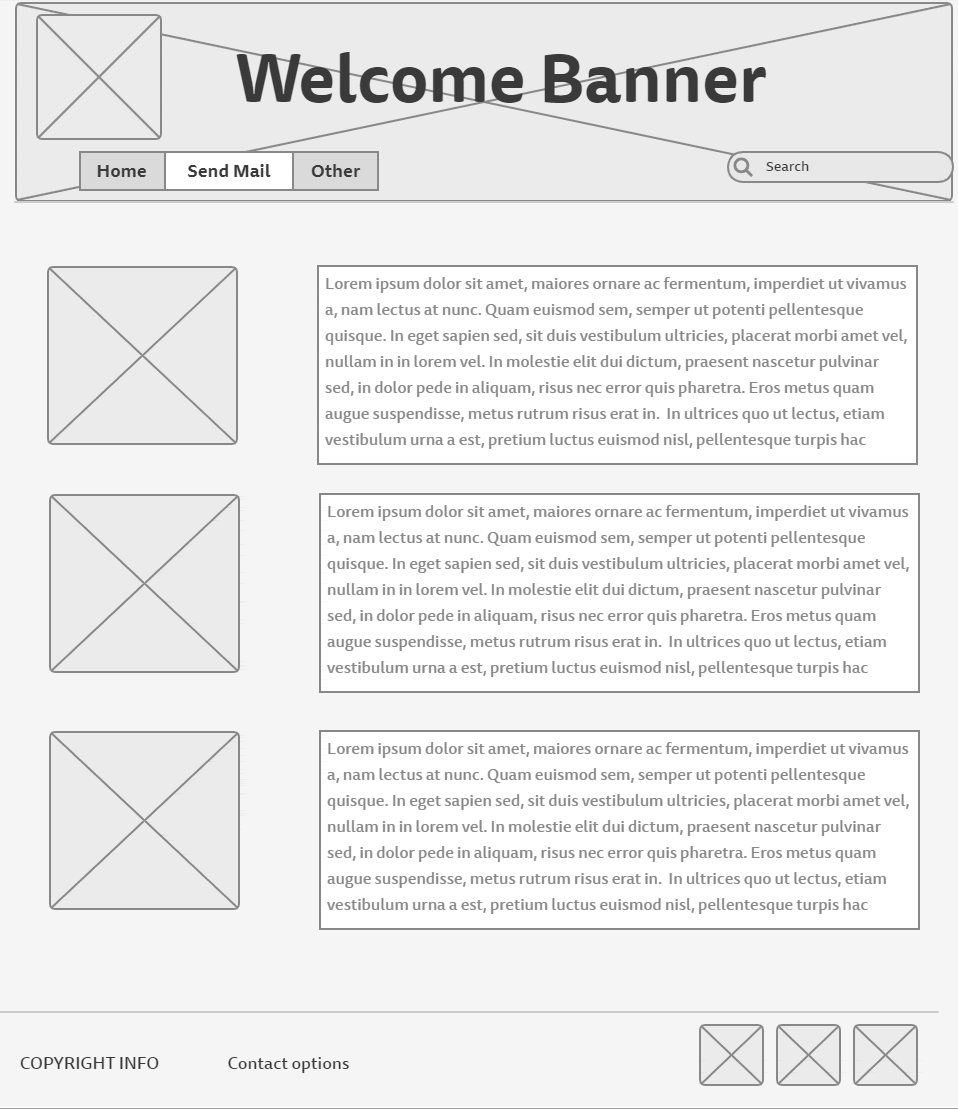 Welcome Banner
Home Send Mail Other
Search
Lorem ipsum dolor sit amet, maiores ornare ac fermentum, imperdiet ut vivamus
a, nam lectus at nunc. Quam euismod sem, semper ut potenti pellentesque
quisque. In eget sapien sed, sit duis vestibulum ultricies, placerat morbi amet vel,
nullam in in lorem vel. In molestie elit dui dictum, praesent nascetur pulvinar
sed, in dolor pede in aliquam, risus nec error quis pharetra. Eros metus quam
augue suspendisse, metus rutrum risus erat in.  In ultrices quo ut lectus, etiam
vestibulum urna a est, pretium luctus euismod nisl, pellentesque turpis hac
Lorem ipsum dolor sit amet, maiores ornare ac fermentum, imperdiet ut vivamus
a, nam lectus at nunc. Quam euismod sem, semper ut potenti pellentesque
quisque. In eget sapien sed, sit duis vestibulum ultricies, placerat morbi amet vel,
nullam in in lorem vel. In molestie elit dui dictum, praesent nascetur pulvinar
sed, in dolor pede in aliquam, risus nec error quis pharetra. Eros metus quam
augue suspendisse, metus rutrum risus erat in.  In ultrices quo ut lectus, etiam
vestibulum urna a est, pretium luctus euismod nisl, pellentesque turpis hac
Lorem ipsum dolor sit amet, maiores ornare ac fermentum, imperdiet ut vivamus
a, nam lectus at nunc. Quam euismod sem, semper ut potenti pellentesque
quisque. In eget sapien sed, sit duis vestibulum ultricies, placerat morbi amet vel,
nullam in in lorem vel. In molestie elit dui dictum, praesent nascetur pulvinar
sed, in dolor pede in aliquam, risus nec error quis pharetra. Eros metus quam
augue suspendisse, metus rutrum risus erat in.  In ultrices quo ut lectus, etiam
vestibulum urna a est, pretium luctus euismod nisl, pellentesque turpis hac
COPYRIGHT INFO Contact options